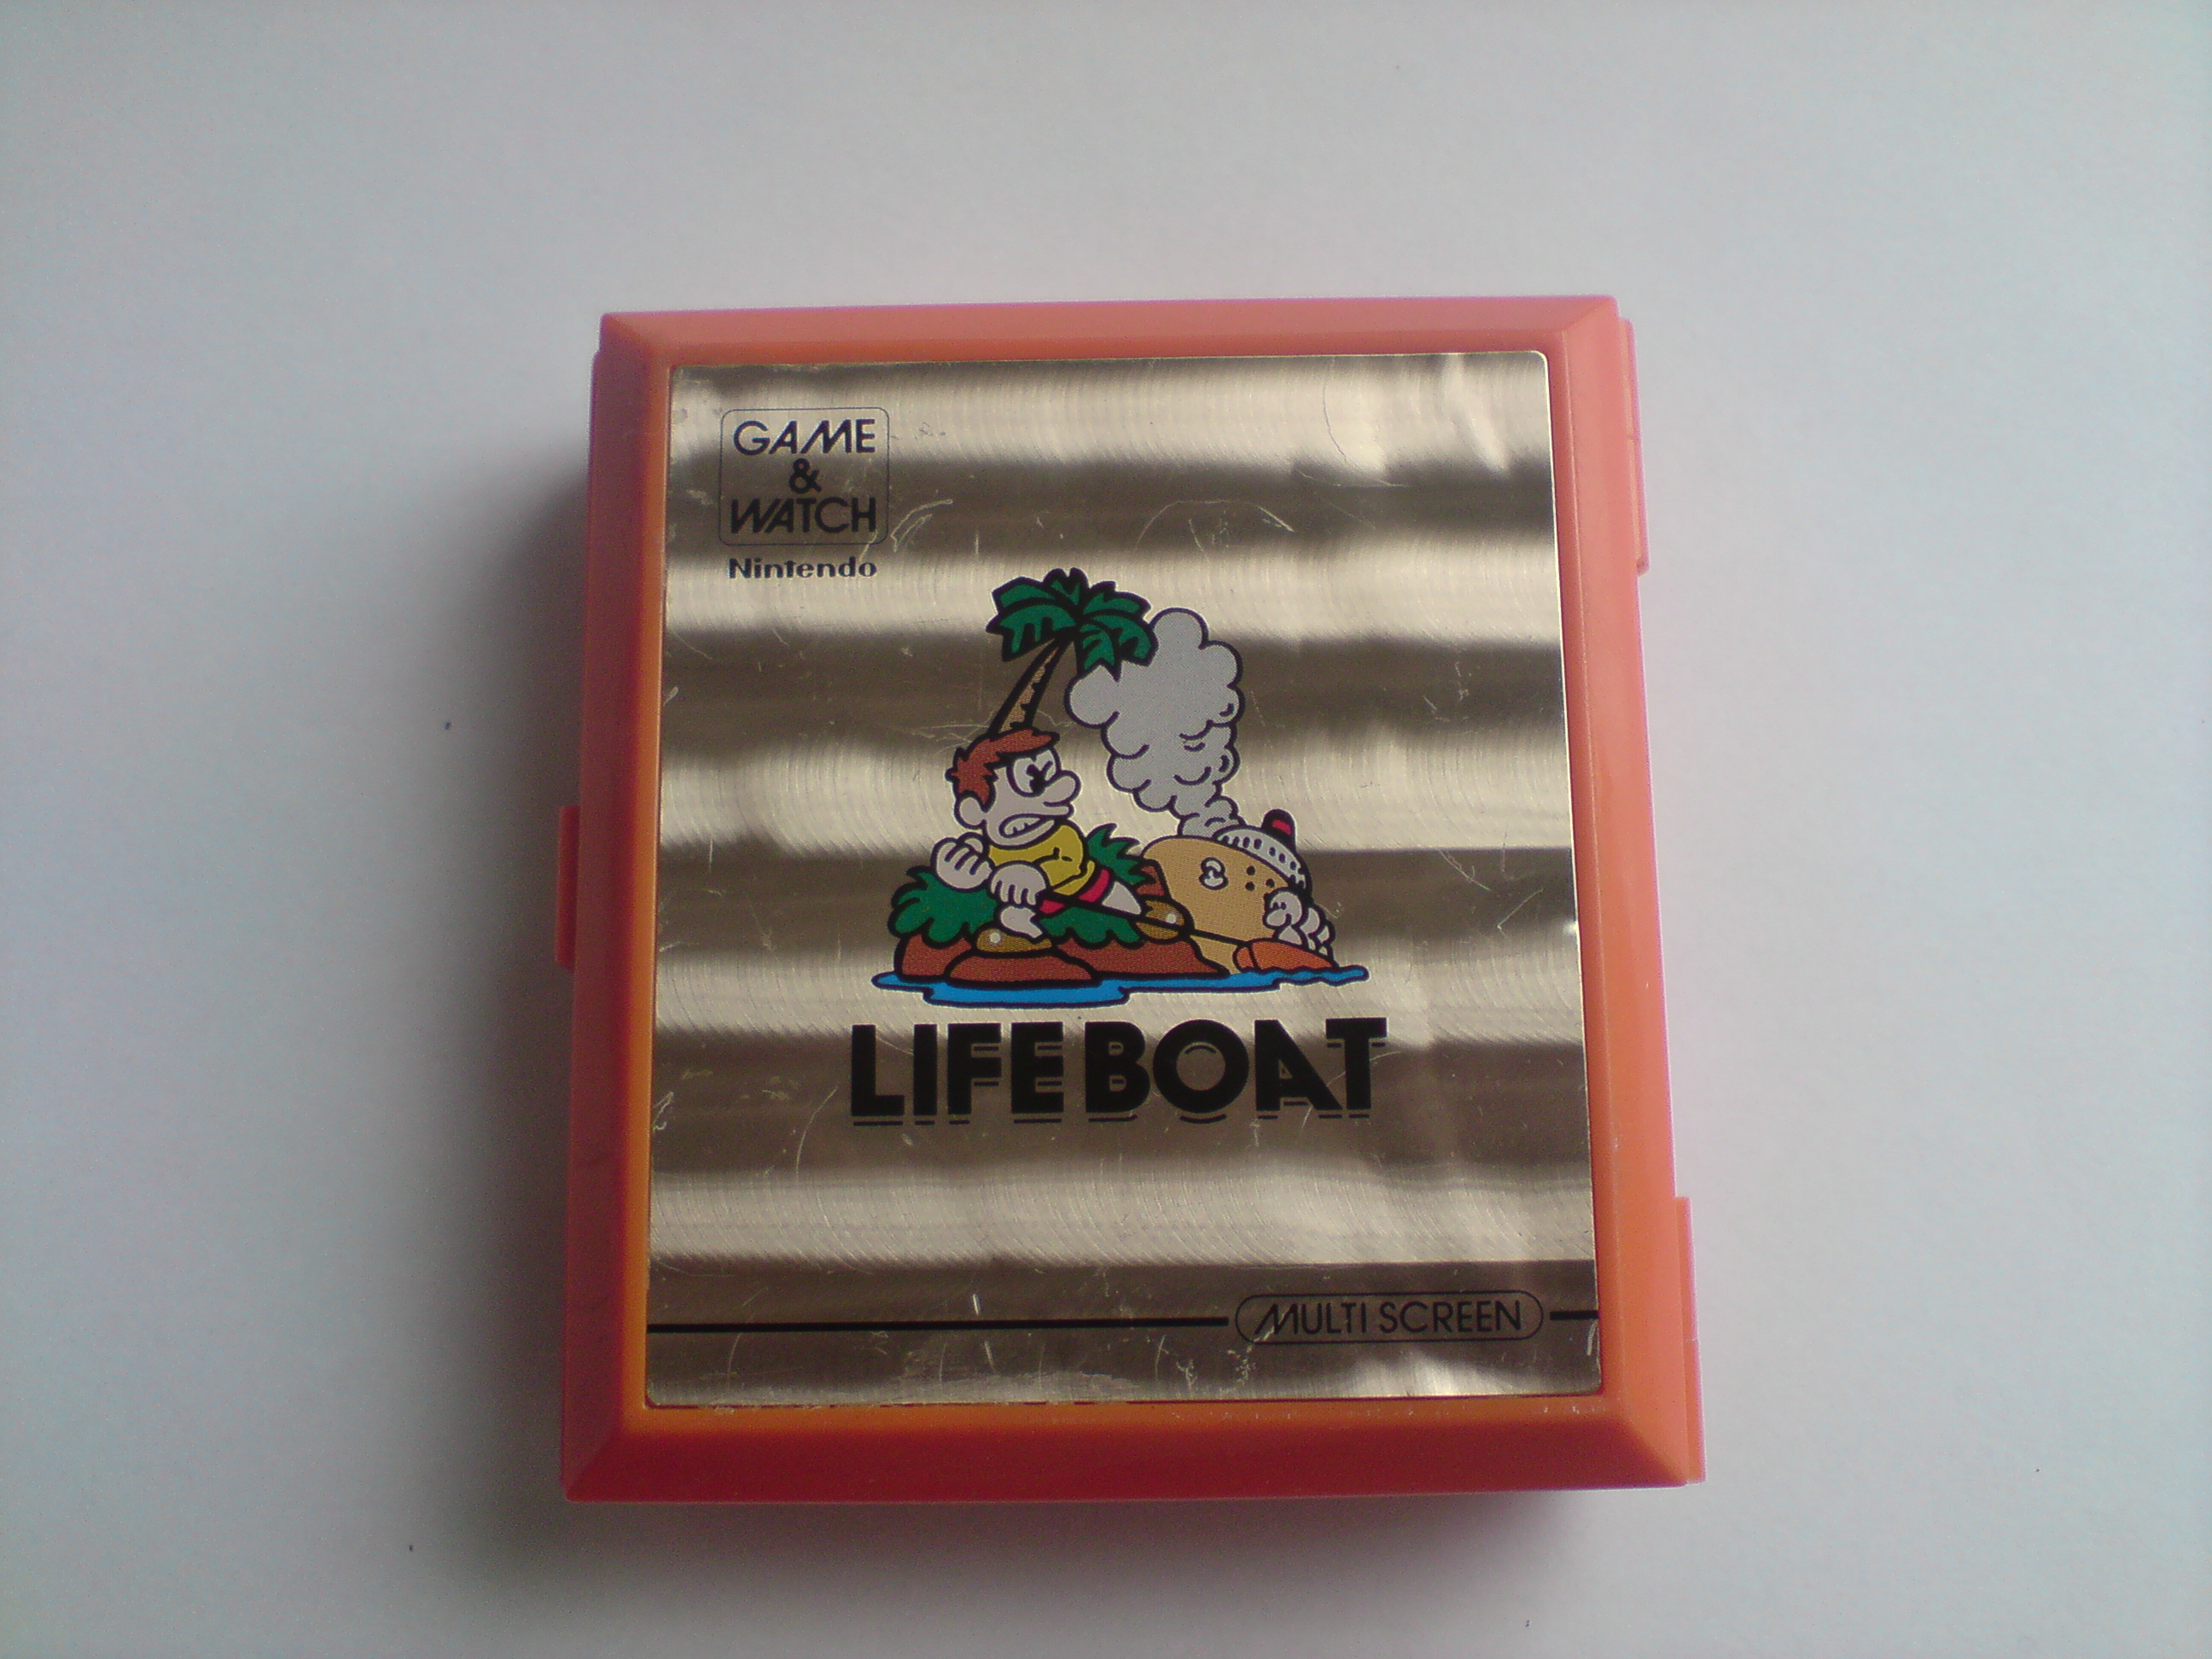 GAME
&
WATCH
Nintendo
LIFEBOAT
MULTI SCREEN